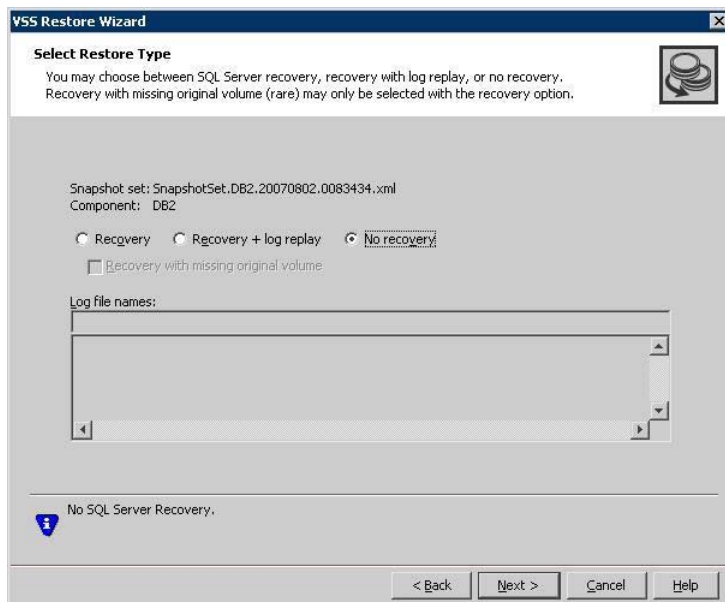 VSS Restore Wizard
Select Restore Type
You may choose between SQL Server recovery, recovery with log replay, or no recovery.
Recovery with missing original volume (rare) may only be selected with the recovery option.
Snapshot set: SnapshotSet.DB2.20070802.0083434.xml
Component: DB2
Recovery Recovery + log replay No recovery
Recovery with missing original volume
Log file names:
No SQL Server Recovery.
< Back Next > Cancel Help